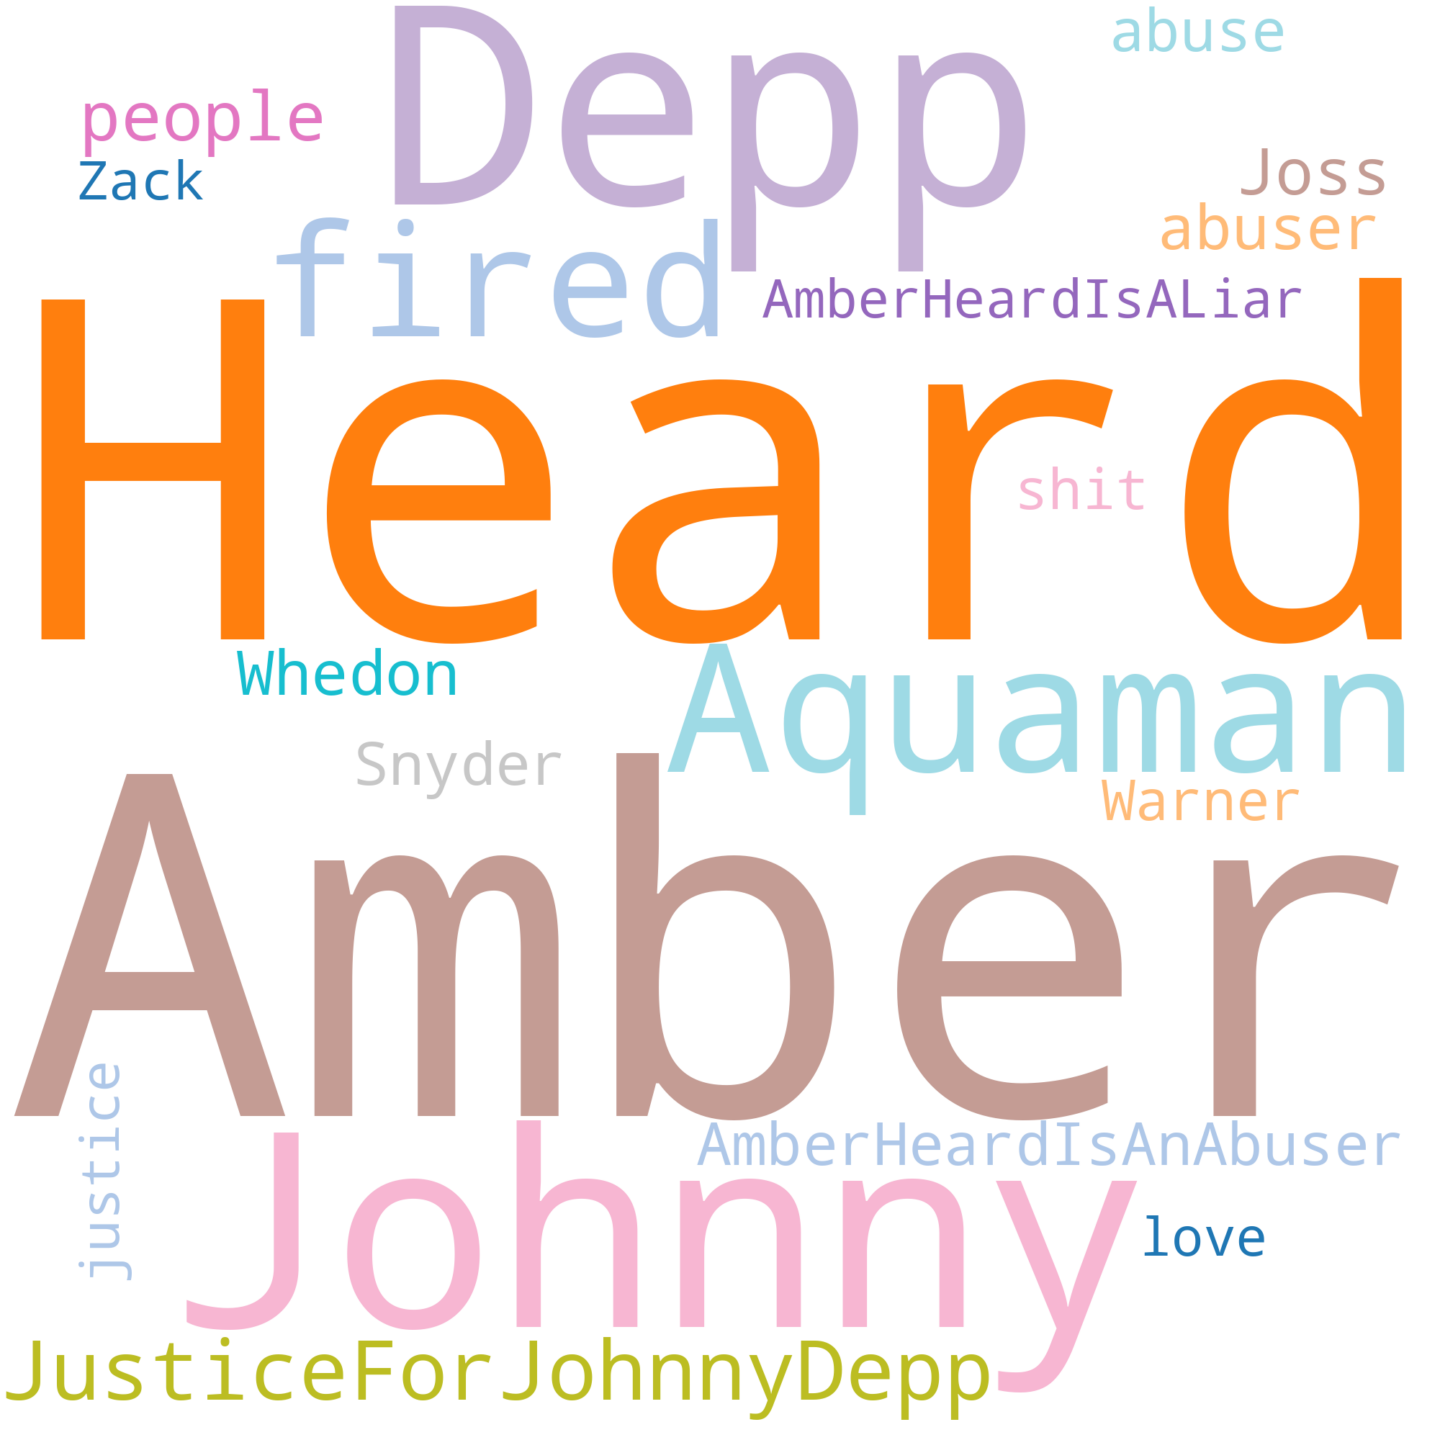 Depp
abuse
people
Zack
Joss
abuser
fired
AmberHeardIsALiar
Heard
shit
Whedon
Aquaman
Snyder
Warner
Amber
justice
AmberHeardIsAnAbuser
Johnny
love
JusticeForJohnnyDepp